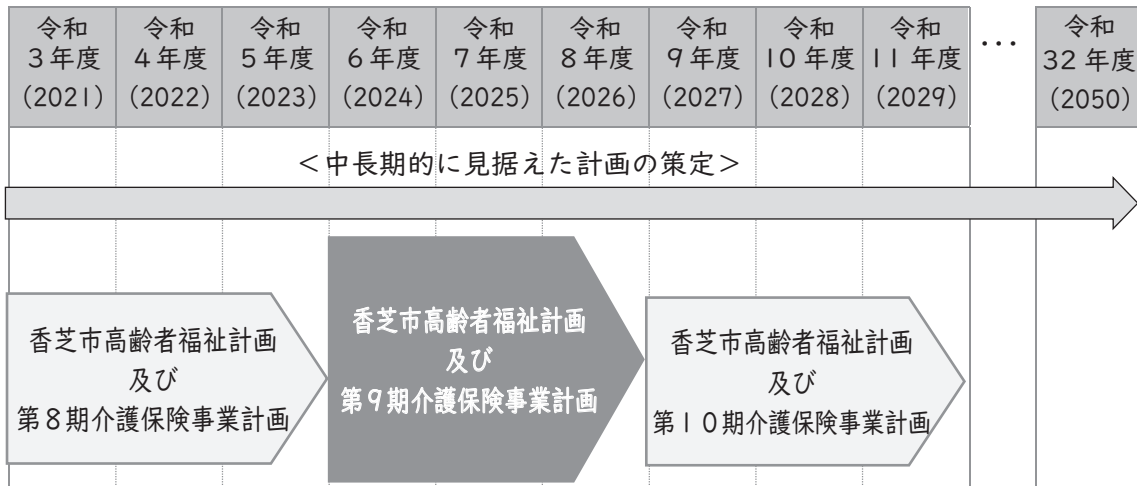 令和
3年度
(2021)
令和
4年度
(2022)
令和
5年度
(2023)
令和
6年度
(2024)
令和
7年度
(2025)
令和
8年度
(2026)
令和
9年度
(2027)
令和
10年度
(2028)
令和
11年度
(2029)
…
令和
32年度
(2050)
<中長期的に見据えた計画の策定>
香芝市高齢者福祉計画
及び
第8期介護保険事業計画
香芝市高齢者福祉計画
及び
第9期介護保険事業計画
香芝市高齢者福祉計画
及び
第10期介護保険事業計画